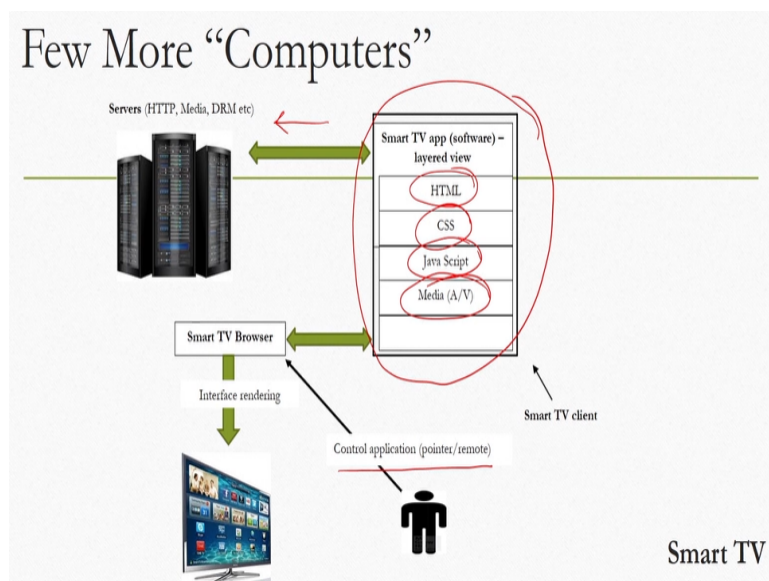 Few More “Computers”
Servers (HTTP, Media, DRM etc)
Smart TV app (software) –
layered view
HTML
CSS
Java Script
Media (A/V)
Smart TV Browser
Interface rendering
Smart TV client
Control application (pointer/remote)
Smart TV